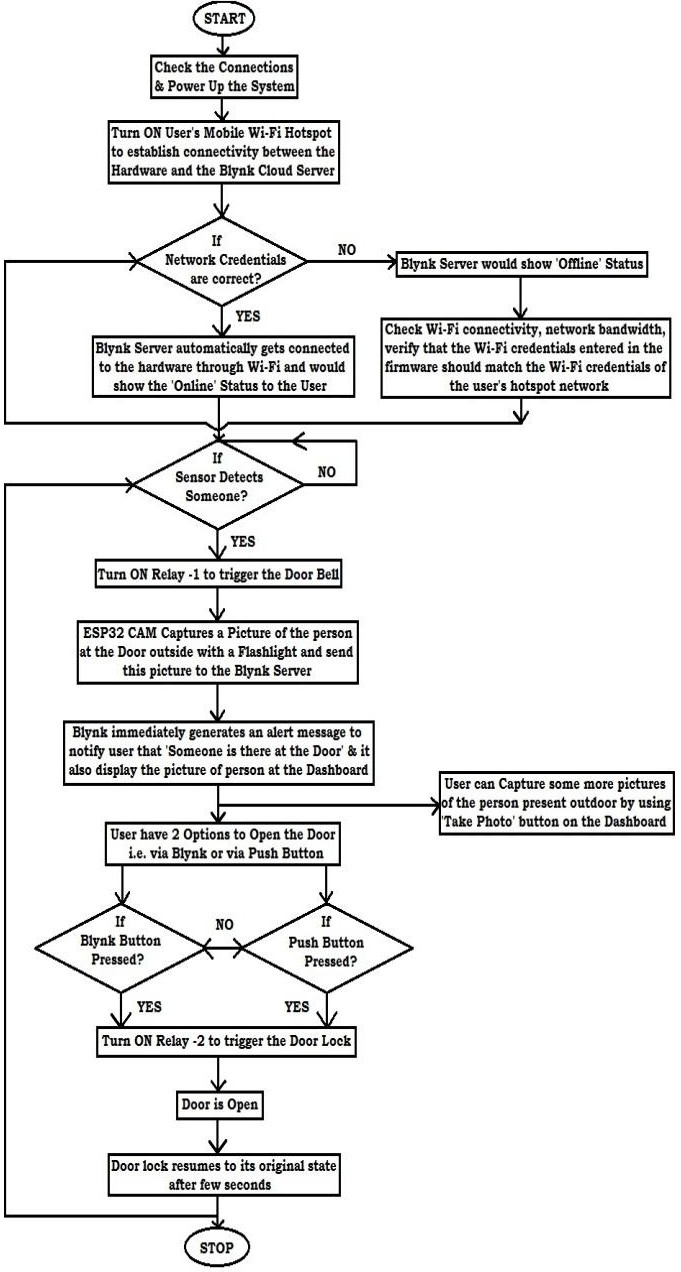 START
Check the Connections
& Power Up the System
Turn ON User's Mobile Wi-Fi Hotspot
to establish connectivity between the
Hardware and the Blynk Cloud Server
If
Network Credentials
are correct?
NO
Blynk Server would show 'Offline' Status
YES
Check Wi-Fi connectivity, network bandwidth,
verify that the Wi-Fi credentials entered in the
firmware should match the Wi-Fi credentials of
the user's hotspot network
Blynk Server automatically gets connected
to the hardware through Wi-Fi and would
show the 'Online' Status to the User
If
Sensor Detects
Someone?
NO
YES
Turn ON Relay -1 to trigger the Door Bell
ESP32 CAM Captures a Picture of the person
at the Door outside with a Flashlight and send
this picture to the Blynk Server
Blynk immediately generates an alert message to
notify user that 'Someone is there at the Door' & it
also display the picture of person at the Dashboard
User can Capture some more pictures
of the person present outdoor by using
'Take Photo' button on the Dashboard
User have 2 Options to Open the Door
i.e. via Blynk or via Push Button
If
Blynk Button
Pressed?
NO
If
Push Button
Pressed?
YES
YES
Turn ON Relay -2 to trigger the Door Lock
Door is Open
Door lock resumes to its original state
after few seconds
STOP